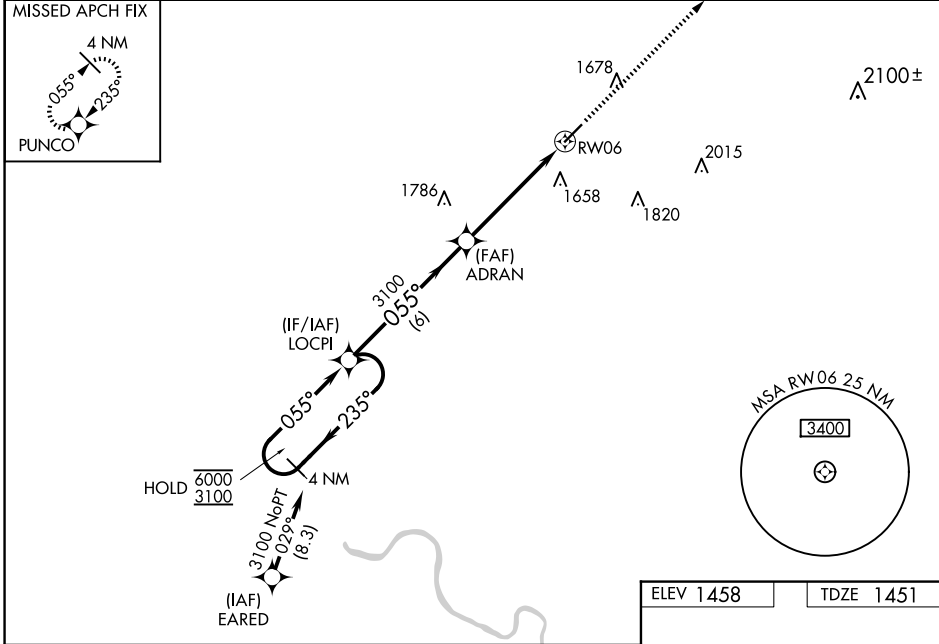 MISSED APCH FIX
4 NM
055°
235°
PUNCO
1678
2100±
RW06
2015
1786
1658
1820
(FAF)
ADRAN
3100
055°
(6)
(IF/IAF)
LOCPI
055°
235°
MSA RW06 25 NM
3400
HOLD 6000
3100
4 NM
3100 NoPT
029°
(8.3)
(IAF)
EARED
ELEV 1458
TDZE 1451